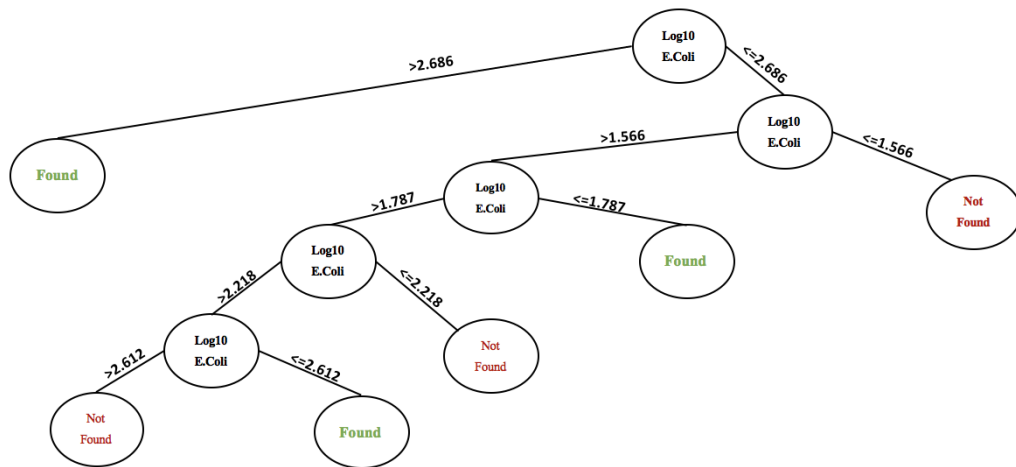 Log10
E.Coli
>2.686
<=2.686
Log10
E.Coli
>1.566
<=1.566
Found
Log10
E.Coli
Not
Found
>1.787
<=1.787
Log10
E.Coli
Found
>2.218
<=2.218
Log10
E.Coli
Not
Found
>2.612
<=2.612
Not
Found
Found